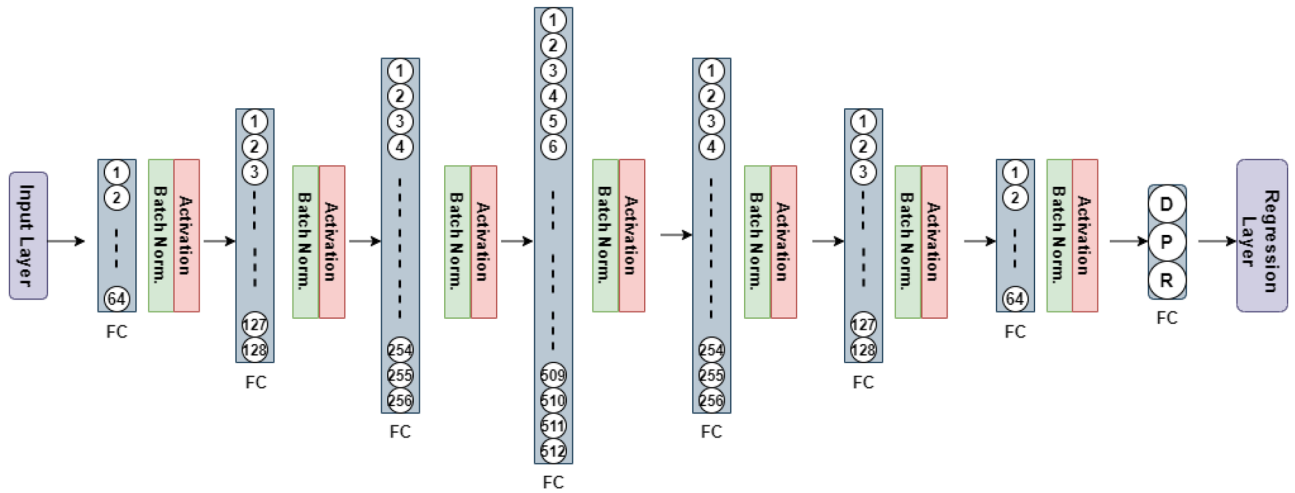 Input Layer
1
2
64
FC
Batch Norm.
Activation
1
2
3
127
128
FC
Batch Norm.
Activation
1
2
3
4
254
255
256
FC
Batch Norm.
Activation
1
2
3
4
5
6
509
510
511
512
FC
Batch Norm.
Activation
1
2
3
4
254
255
256
FC
Batch Norm.
Activation
1
2
3
127
128
FC
Batch Norm.
Activation
1
2
64
FC
Batch Norm.
Activation
D
P
R
FC
Regression
Layer